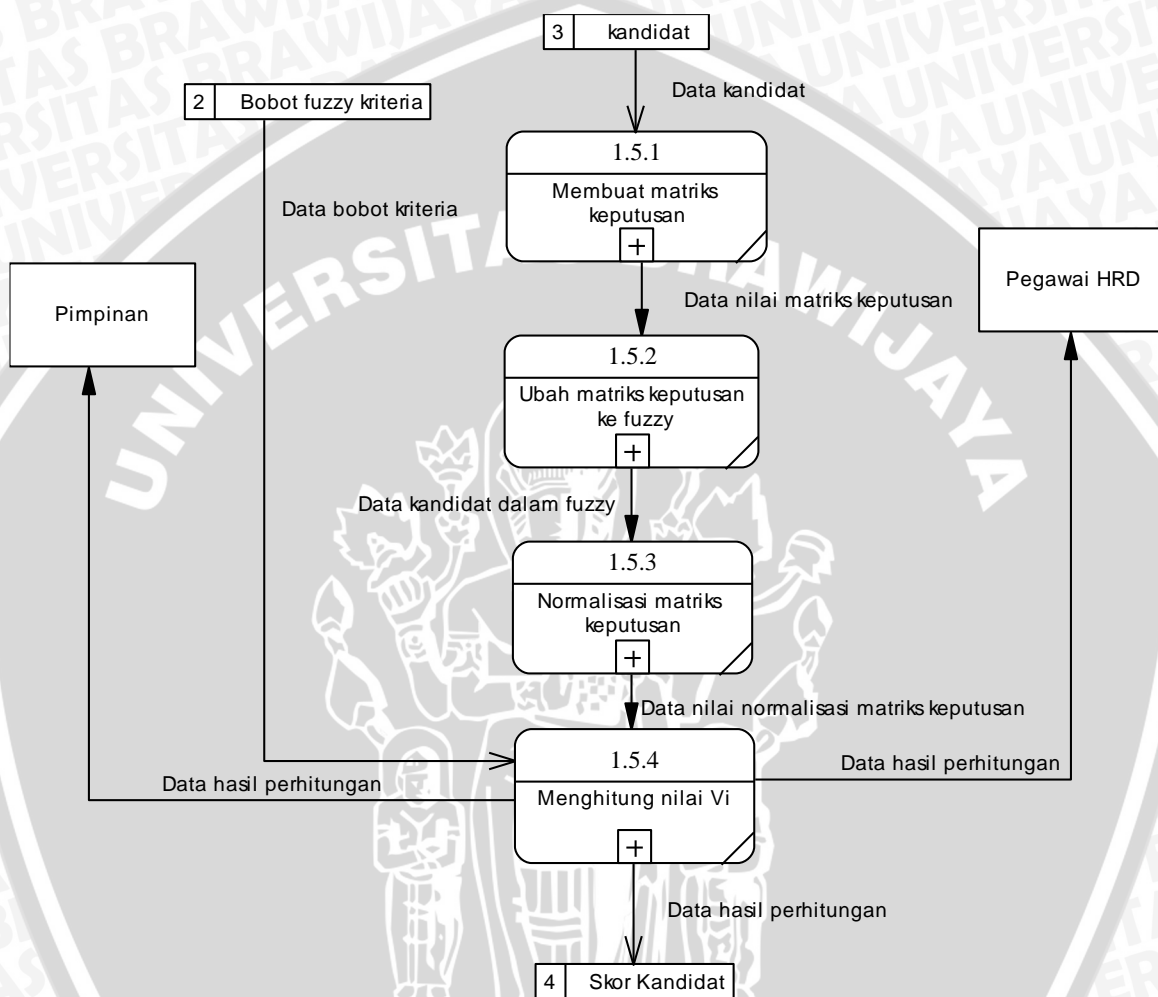 3 kandidat
Data kandidat
2 Bobot fuzzy kriteria
1.5.1
Membuat matriks
keputusan
+
Data bobot kriteria
Pegawai HRD
Pimpinan
Data nilai matriks keputusan
1.5.2
Ubah matriks keputusan
ke fuzzy
+
Data kandidat dalam fuzzy
1.5.3
Normalisasi matriks
keputusan
+
Data nilai normalisasi matriks keputusan
1.5.4
Menghitung nilai Vi
+
Data hasil perhitungan
Data hasil perhitungan
Data hasil perhitungan
4 Skor Kandidat
UNIVERSITAS BRAWIJAYA